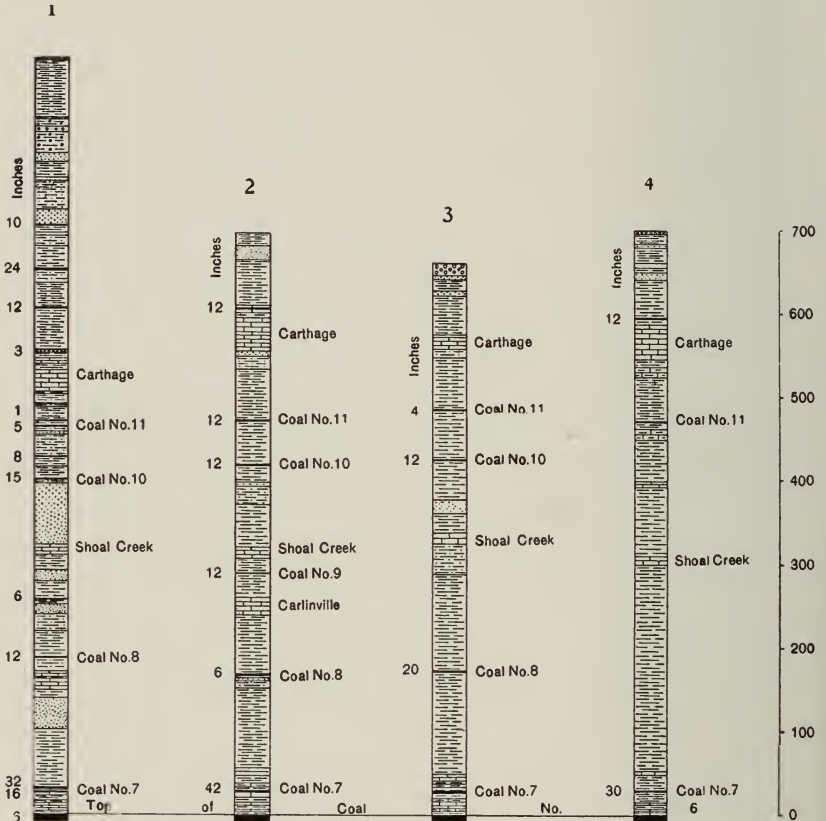 1
2
3
4
Inches
10
24
12
3
1
5
8
15
6
12
32
16
3
Carthage
Coal No.11
Coal No.10
Shoal Creek
Coal No.8
Coal No.7
Inches
12
12
12
12
6
42
Carthage
Coal No.11
Coal No.10
Shoal Creek
Coal No.9
Carlinville
Coal No.8
Coal No.7
Inches
4
12
20
Carthage
Coal No.11
Coal No.10
Shoal Creek
Coal No.8
Coal No.7
Inches
12
30
Carthage
Coal No.11
Shoal Creek
Coal No.7
700
600
500
400
300
200
100
0
Top of Coal No. 6